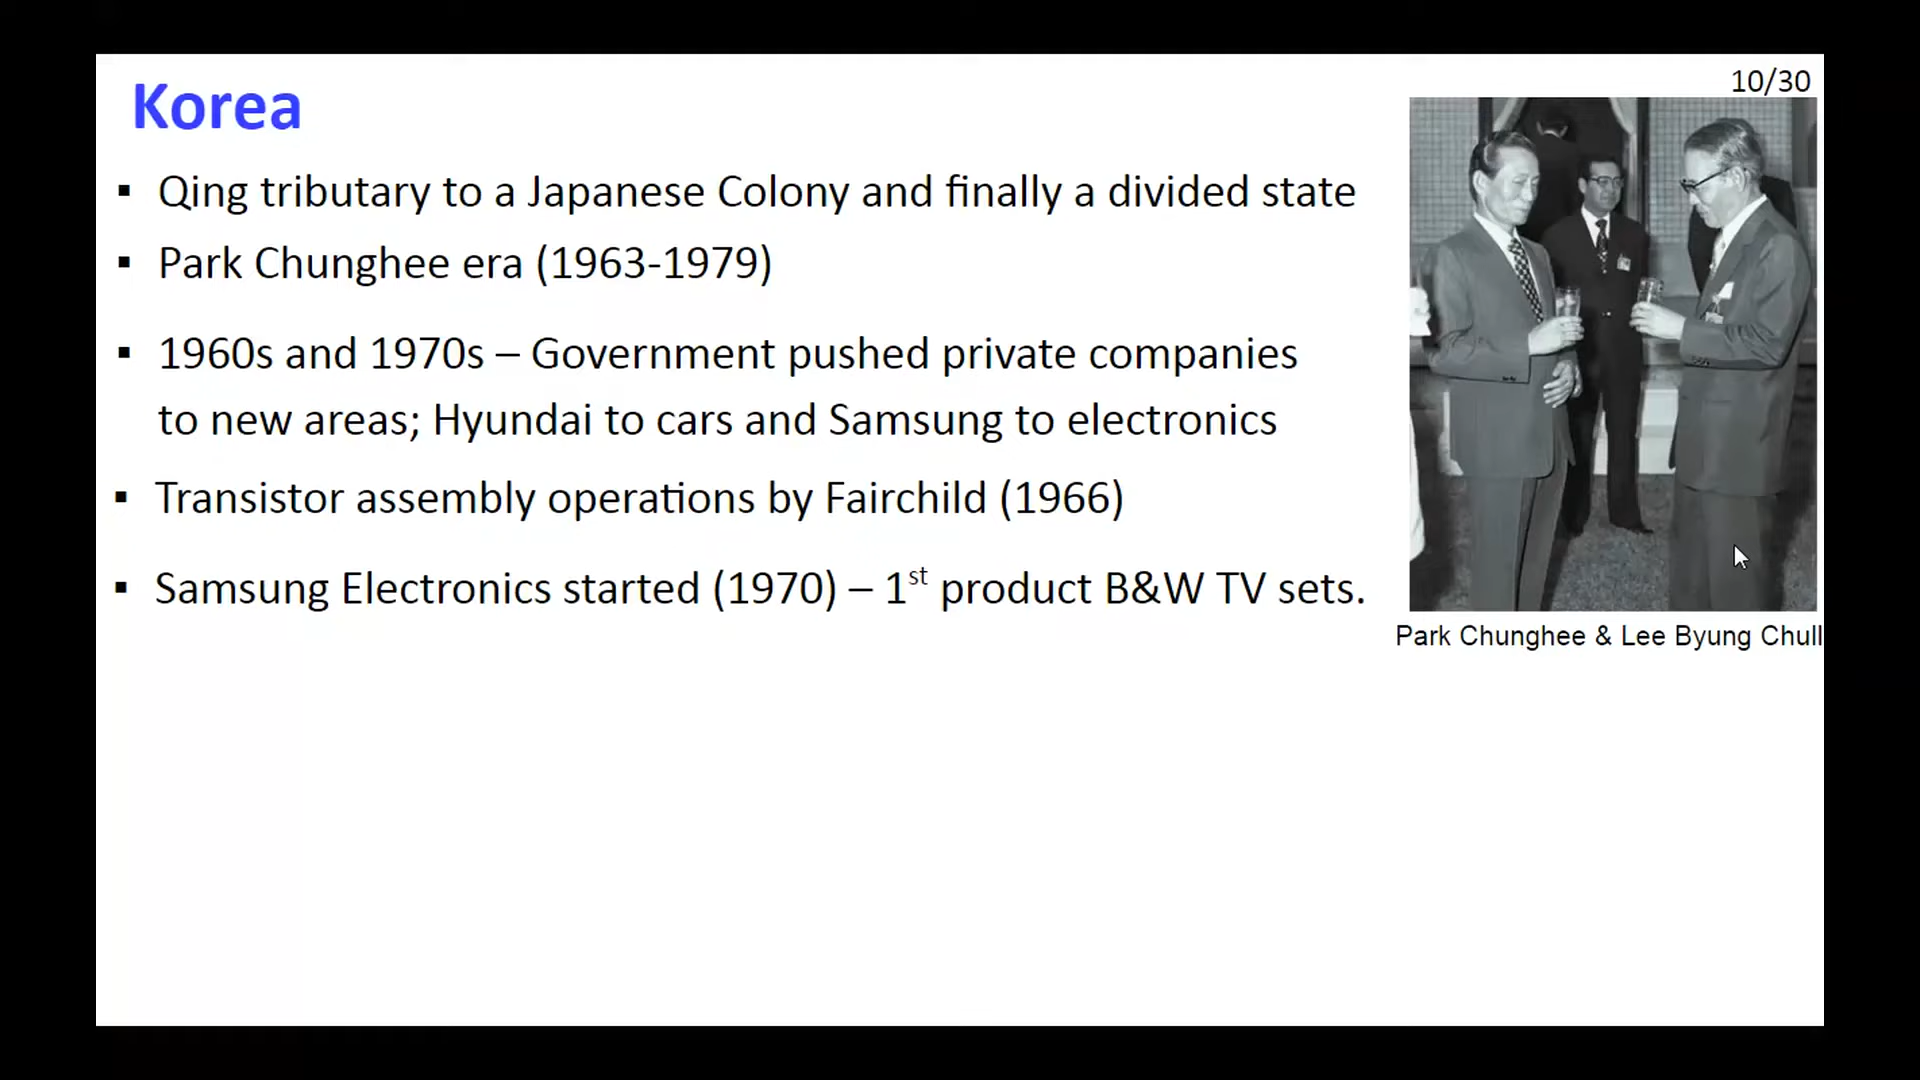 10/30
Korea
▪ Qing tributary to a Japanese Colony and finally a divided state
▪ Park Chunghee era (1963-1979)
▪ 1960s and 1970s – Government pushed private companies
to new areas; Hyundai to cars and Samsung to electronics
▪ Transistor assembly operations by Fairchild (1966)
▪ Samsung Electronics started (1970) – 1st product B&W TV sets.
Park Chunghee & Lee Byung Chull